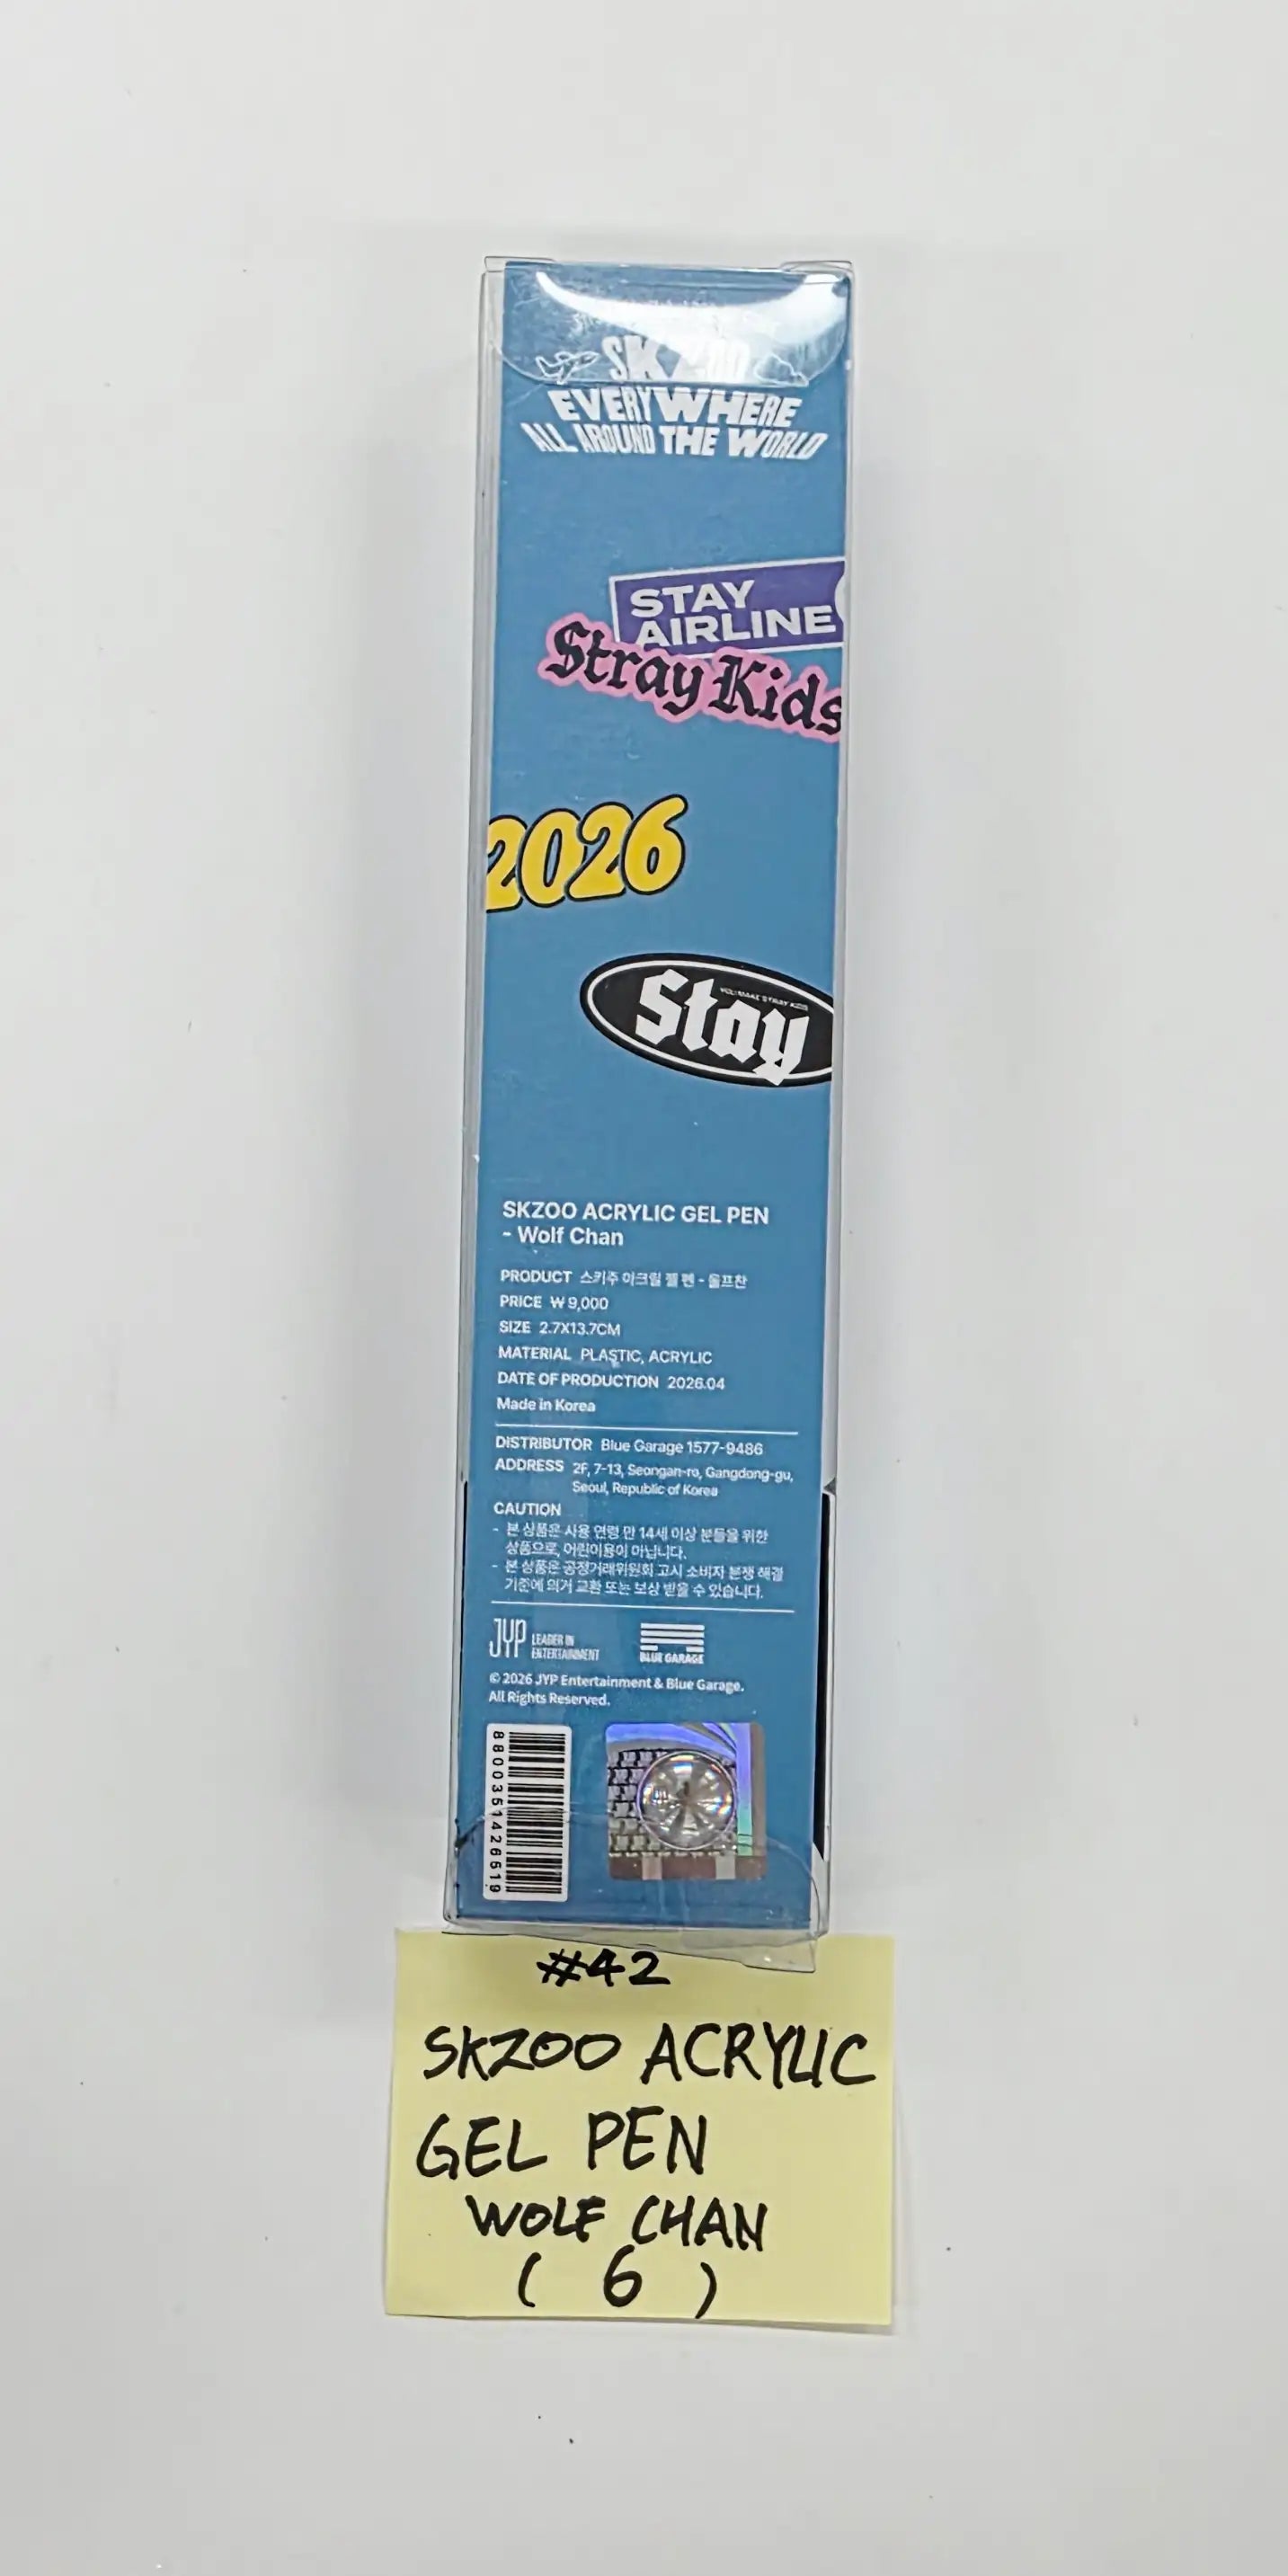 SKZOO
EVERYWHERE
ALL AROUND THE WORLD
STAY
AIRLINE
Stray Kids
2026
YOU MAKE STRAY KIDS
Stay
SKZOO ACRYLIC GEL PEN
- Wolf Chan
PRODUCT 스키주 아크릴 젤 펜 - 울프찬
PRICE ₩ 9,000
SIZE 2.7X13.7CM
MATERIAL PLASTIC, ACRYLIC
DATE OF PRODUCTION 2026.04
Made in Korea
DISTRIBUTOR Blue Garage 1577-9486
ADDRESS 2F, 7-13, Seongan-ro, Gangdong-gu,
Seoul, Republic of Korea
CAUTION
- 본 상품은 사용 연령 만 14세 이상 분들을 위한
상품으로, 어린이용이 아닙니다.
- 본 상품은 공정거래위원회 고시 소비자 분쟁 해결
기준에 의거 교환 또는 보상 받을 수 있습니다.
JYP LEADER IN
ENTERTAINMENT
BLUE GARAGE
© 2026 JYP Entertainment & Blue Garage.
All Rights Reserved.
8800351426519
#42
SKZOO ACRYLIC
GEL PEN
WOLF CHAN
( 6 )